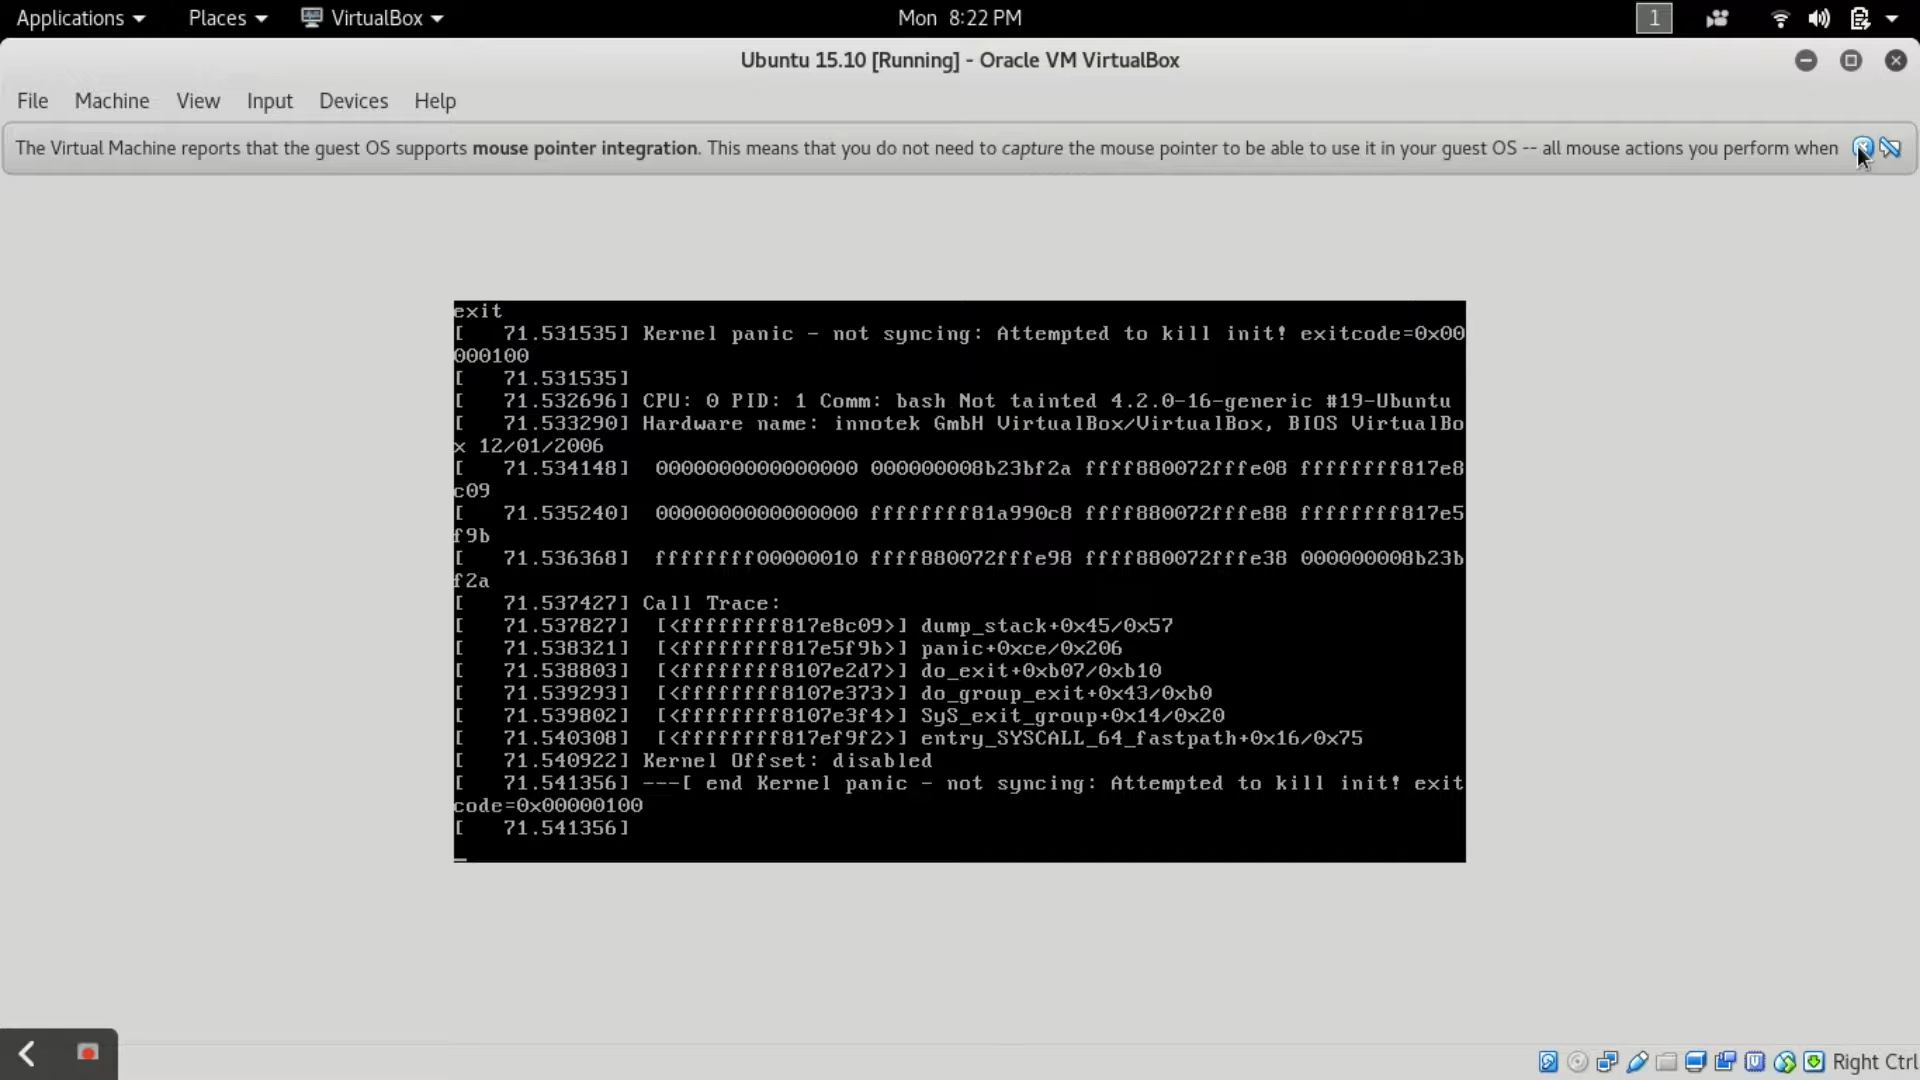 Applications Places VirtualBox Mon 8:22 PM 1
Ubuntu 15.10 [Running] - Oracle VM VirtualBox
File Machine View Input Devices Help
The Virtual Machine reports that the guest OS supports mouse pointer integration. This means that you do not need to capture the mouse pointer to be able to use it in your guest OS -- all mouse actions you perform when
exit
[   71.531535] Kernel panic - not syncing: Attempted to kill init! exitcode=0x00
000100
[   71.531535]
[   71.532696] CPU: 0 PID: 1 Comm: bash Not tainted 4.2.0-16-generic #19-Ubuntu
[   71.533290] Hardware name: innotek GmbH VirtualBox/VirtualBox, BIOS VirtualBo
x 12/01/2006
[   71.534148]  0000000000000000 000000008b23bf2a ffff880072fffe08 ffffffff817e8
c09
[   71.535240]  0000000000000000 ffffffff81a990c8 ffff880072fffe88 ffffffff817e5
f9b
[   71.536368]  ffffffff00000010 ffff880072fffe98 ffff880072fffe38 000000008b23b
f2a
[   71.537427] Call Trace:
[   71.537827]  [<ffffffff817e8c09>] dump_stack+0x45/0x57
[   71.538321]  [<ffffffff817e5f9b>] panic+0xce/0x206
[   71.538803]  [<ffffffff8107e2d7>] do_exit+0xb07/0xb10
[   71.539293]  [<ffffffff8107e373>] do_group_exit+0x43/0xb0
[   71.539802]  [<ffffffff8107e3f4>] SyS_exit_group+0x14/0x20
[   71.540308]  [<ffffffff817ef9f2>] entry_SYSCALL_64_fastpath+0x16/0x75
[   71.540922] Kernel Offset: disabled
[   71.541356] ---[ end Kernel panic - not syncing: Attempted to kill init! exit
code=0x00000100
[   71.541356]
_
Right Ctrl